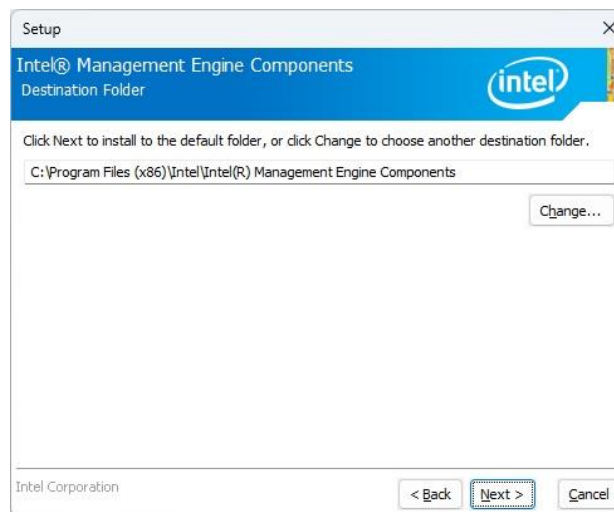 Setup
Intel® Management Engine Components
Destination Folder
intel
Click Next to install to the default folder, or click Change to choose another destination folder.
C:\Program Files (x86)\Intel\Intel(R) Management Engine Components
Change...
Intel Corporation
< Back
Next >
Cancel